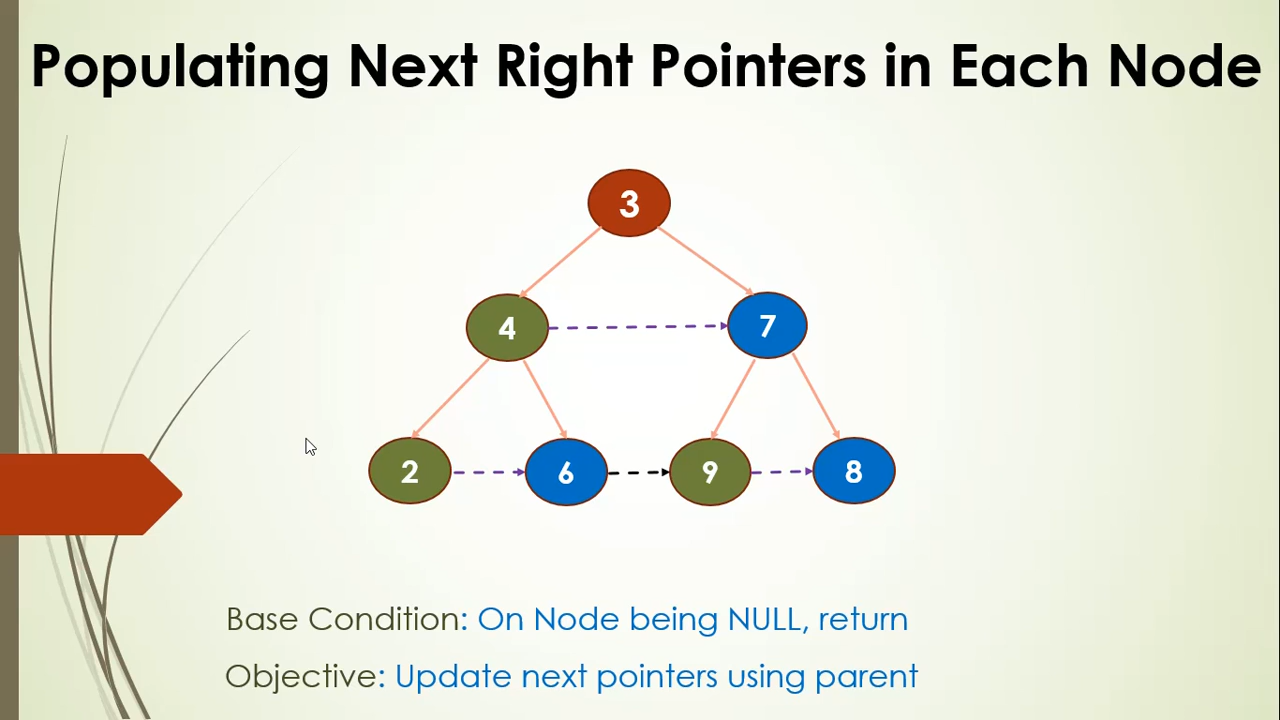 Populating Next Right Pointers in Each Node
3
4
7
2
6
9
8
Base Condition: On Node being NULL, return
Objective: Update next pointers using parent